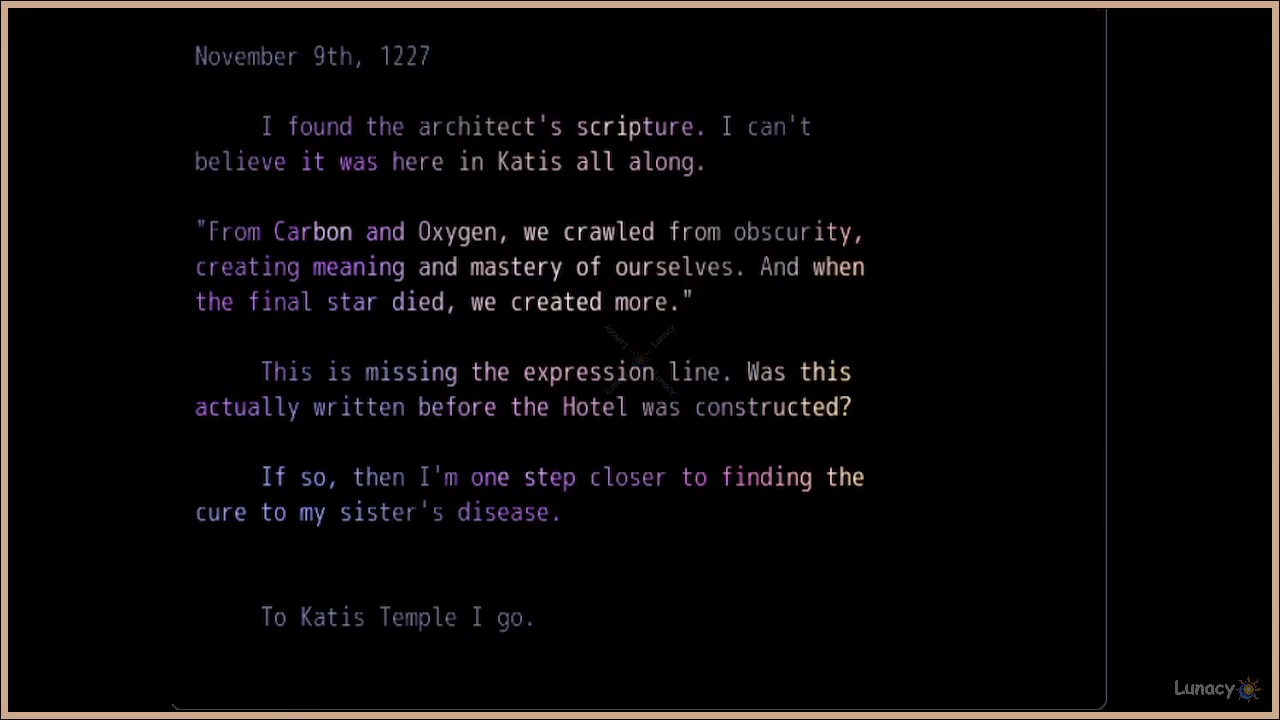 November 9th, 1227
I found the architect's scripture. I can't
believe it was here in Katis all along.
"From Carbon and Oxygen, we crawled from obscurity,
creating meaning and mastery of ourselves. And when
the final star died, we created more."
This is missing the expression line. Was this
actually written before the Hotel was constructed?
If so, then I'm one step closer to finding the
cure to my sister's disease.
To Katis Temple I go.
Lunacy